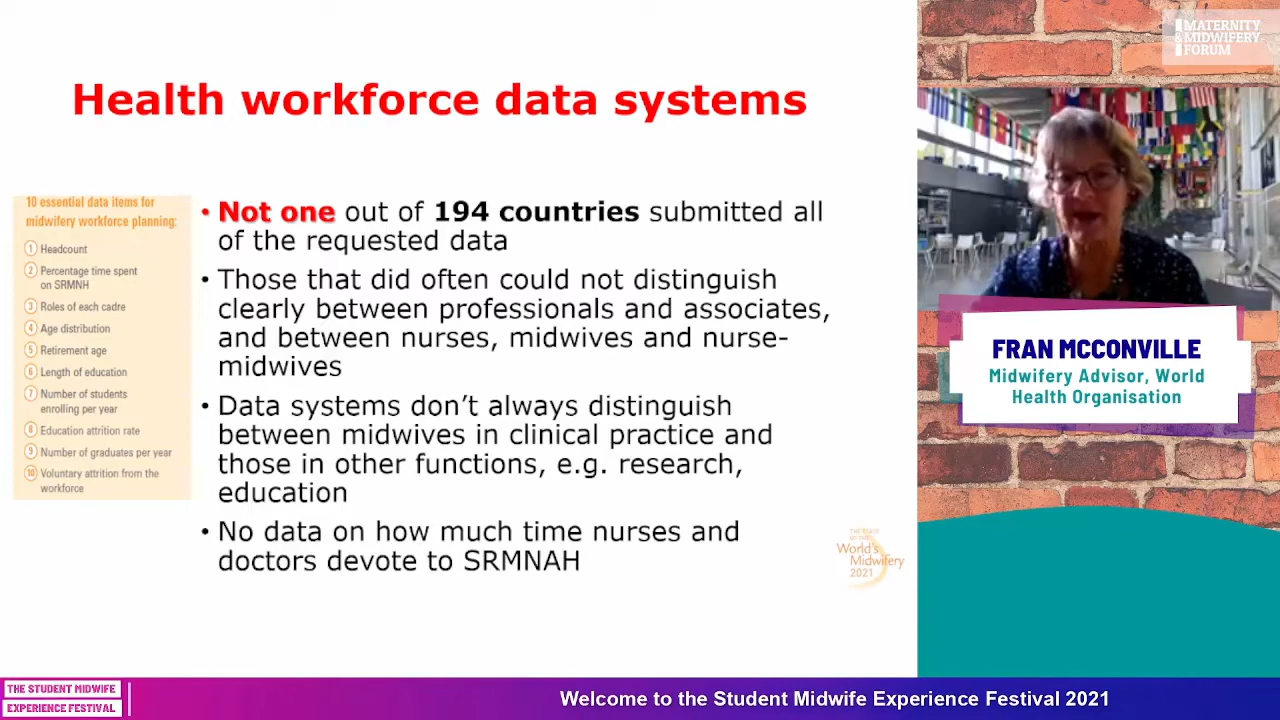 Health workforce data systems
10 essential data items for
midwifery workforce planning:
1 Headcount
2 Percentage time spent
on SRMNH
3 Roles of each cadre
4 Age distribution
5 Retirement age
6 Length of education
7 Number of students
enrolling per year
8 Education attrition rate
9 Number of graduates per year
10 Voluntary attrition from the
workforce
• Not one out of 194 countries submitted all
of the requested data
• Those that did often could not distinguish
clearly between professionals and associates,
and between nurses, midwives and nurse-
midwives
• Data systems don’t always distinguish
between midwives in clinical practice and
those in other functions, e.g. research,
education
• No data on how much time nurses and
doctors devote to SRMNAH
THE STATE
OF THE
World's
Midwifery
2021
MATERNITY
& MIDWIFERY
FORUM
FRAN MCCONVILLE
Midwifery Advisor, World
Health Organisation
THE STUDENT MIDWIFE
EXPERIENCE FESTIVAL
Welcome to the Student Midwife Experience Festival 2021